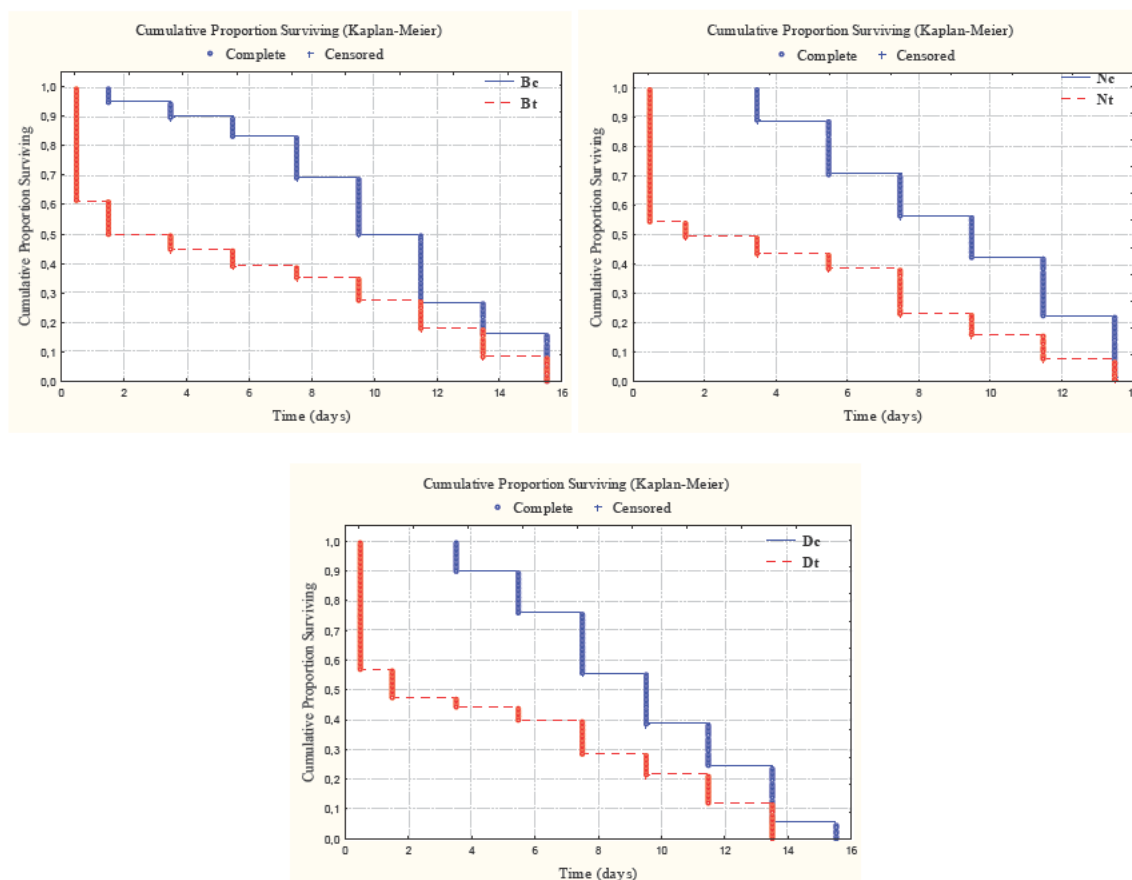 Cumulative Proportion Surviving (Kaplan-Meier)
Complete Censored
Bc
Bt
Cumulative Proportion Surviving
1,0
0,9
0,8
0,7
0,6
0,5
0,4
0,3
0,2
0,1
0,0
0 2 4 6 8 10 12 14 16
Time (days)
Cumulative Proportion Surviving (Kaplan-Meier)
Complete Censored
Nc
Nt
Cumulative Proportion Surviving
1,0
0,9
0,8
0,7
0,6
0,5
0,4
0,3
0,2
0,1
0,0
0 2 4 6 8 10 12
Time (days)
Cumulative Proportion Surviving (Kaplan-Meier)
Complete Censored
Dc
Dt
Cumulative Proportion Surviving
1,0
0,9
0,8
0,7
0,6
0,5
0,4
0,3
0,2
0,1
0,0
0 2 4 6 8 10 12 14 16
Time (days)